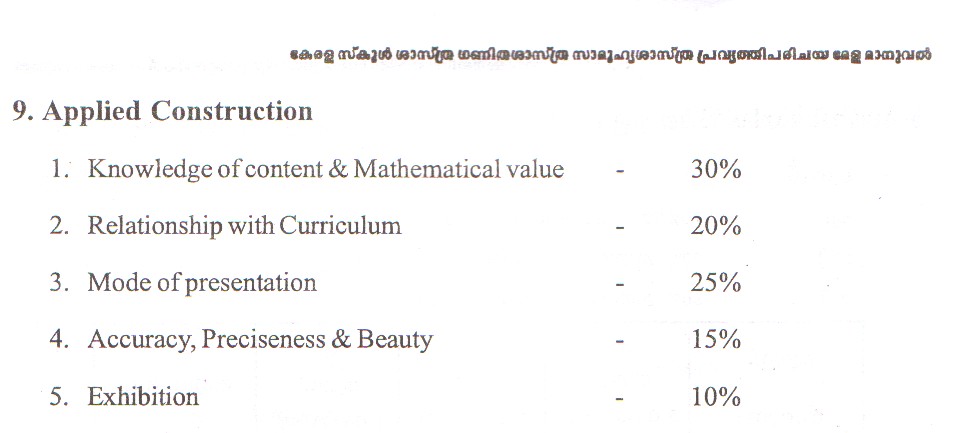 കേരള സ്കൂൾ ശാസ്ത്ര ഗണിതശാസ്ത്ര സാമൂഹ്യശാസ്ത്ര പ്രവൃത്തിപരിചയ മേള മാനുവൽ
9. Applied Construction
1. Knowledge of content & Mathematical value - 30%
2. Relationship with Curriculum - 20%
3. Mode of presentation - 25%
4. Accuracy, Preciseness & Beauty - 15%
5. Exhibition - 10%